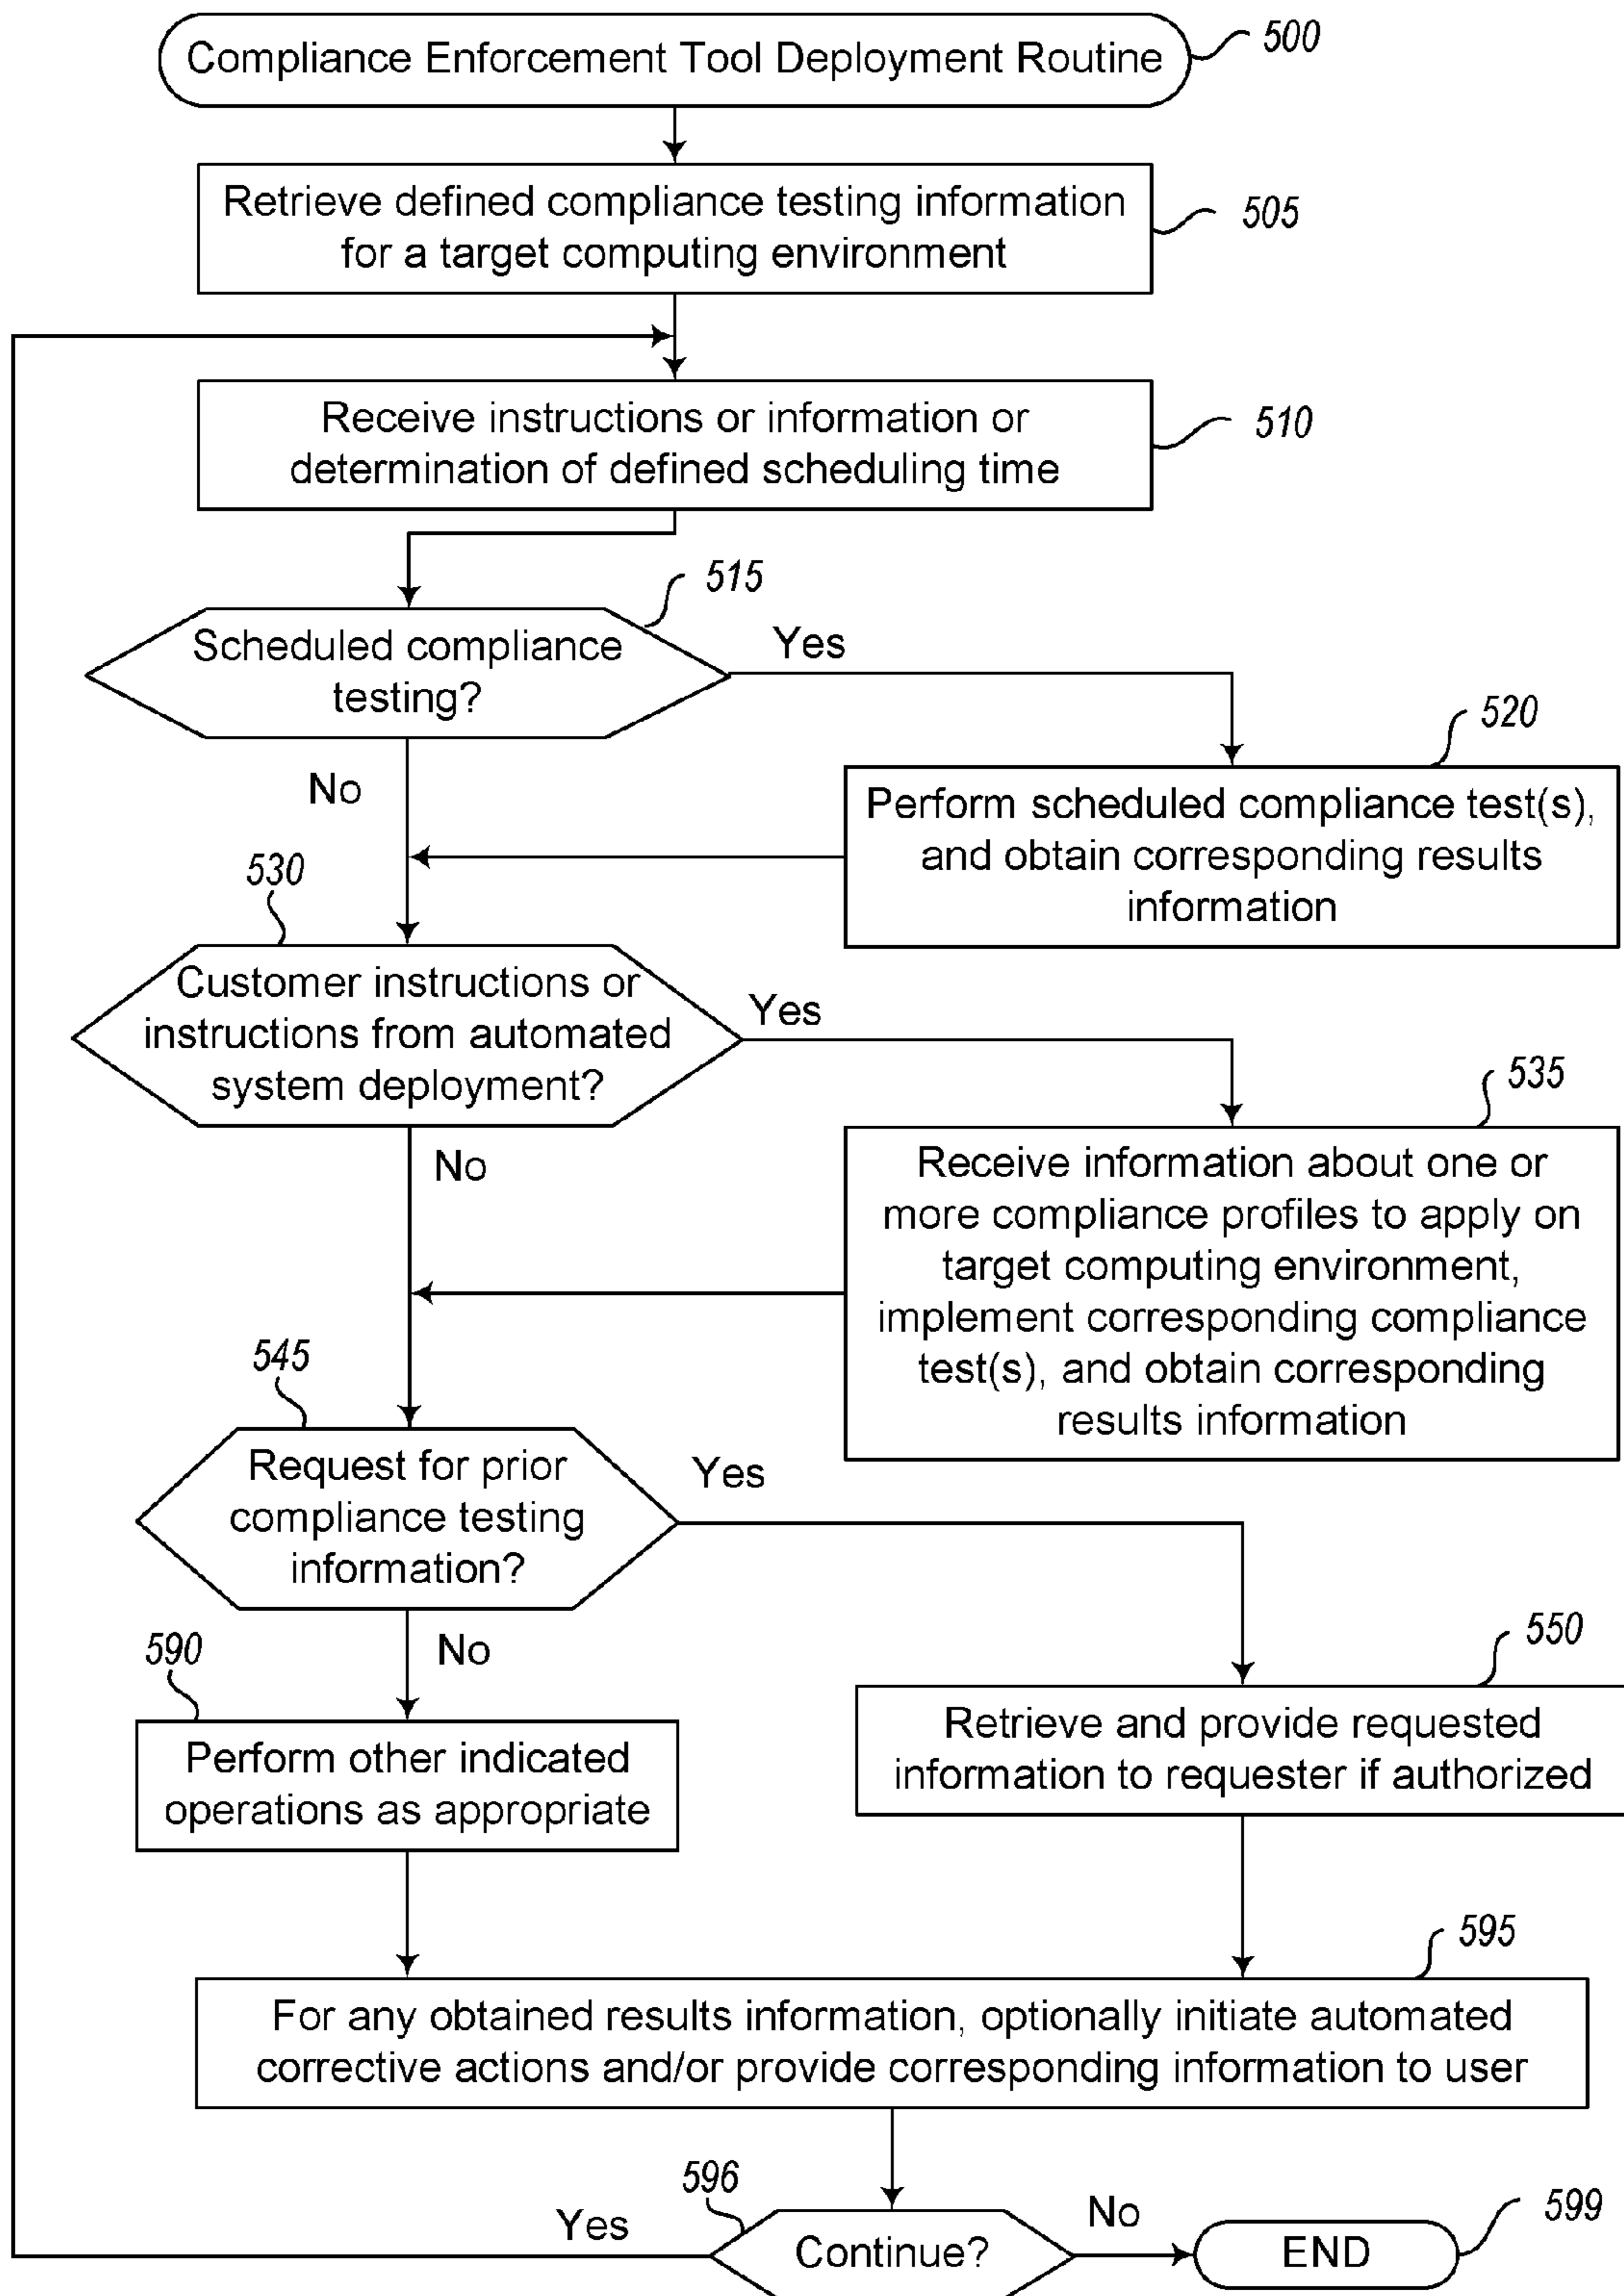 Compliance Enforcement Tool Deployment Routine
500
Retrieve defined compliance testing information
for a target computing environment
505
Receive instructions or information or
determination of defined scheduling time
510
515
Scheduled compliance
testing?
Yes
No
520
Perform scheduled compliance test(s),
and obtain corresponding results
information
530
Customer instructions or
instructions from automated
system deployment?
Yes
No
535
Receive information about one or
more compliance profiles to apply on
target computing environment,
implement corresponding compliance
test(s), and obtain corresponding
results information
545
Request for prior
compliance testing
information?
Yes
No
550
Retrieve and provide requested
information to requester if authorized
590
Perform other indicated
operations as appropriate
595
For any obtained results information, optionally initiate automated
corrective actions and/or provide corresponding information to user
596
Continue?
Yes
No
END
599